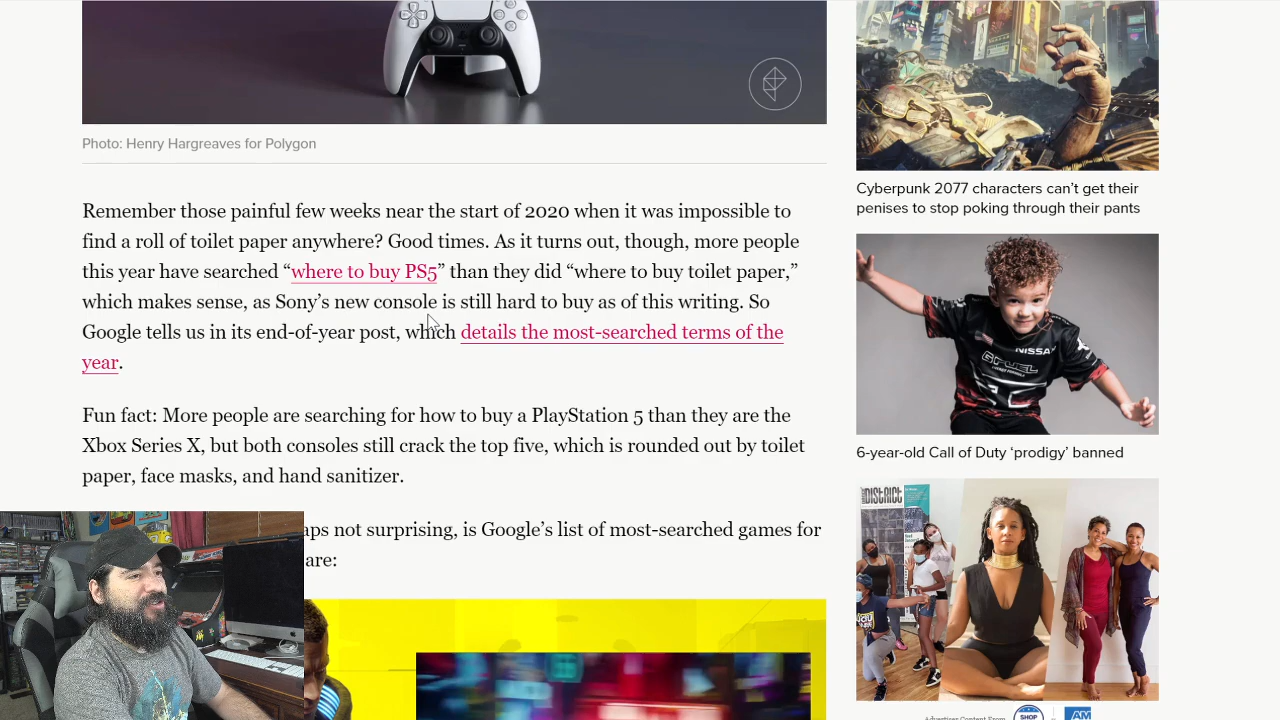 Photo: Henry Hargreaves for Polygon
Remember those painful few weeks near the start of 2020 when it was impossible to
find a roll of toilet paper anywhere? Good times. As it turns out, though, more people
this year have searched “where to buy PS5” than they did “where to buy toilet paper,”
which makes sense, as Sony’s new console is still hard to buy as of this writing. So
Google tells us in its end-of-year post, which details the most-searched terms of the
year.
Fun fact: More people are searching for how to buy a PlayStation 5 than they are the
Xbox Series X, but both consoles still crack the top five, which is rounded out by toilet
paper, face masks, and hand sanitizer.
not surprising, is Google’s list of most-searched games for
are:
Cyberpunk 2077 characters can’t get their
penises to stop poking through their pants
NISSAN
G FUEL
6-year-old Call of Duty ‘prodigy’ banned
DISTRICT
Advertiser Content From
SHOP
AM